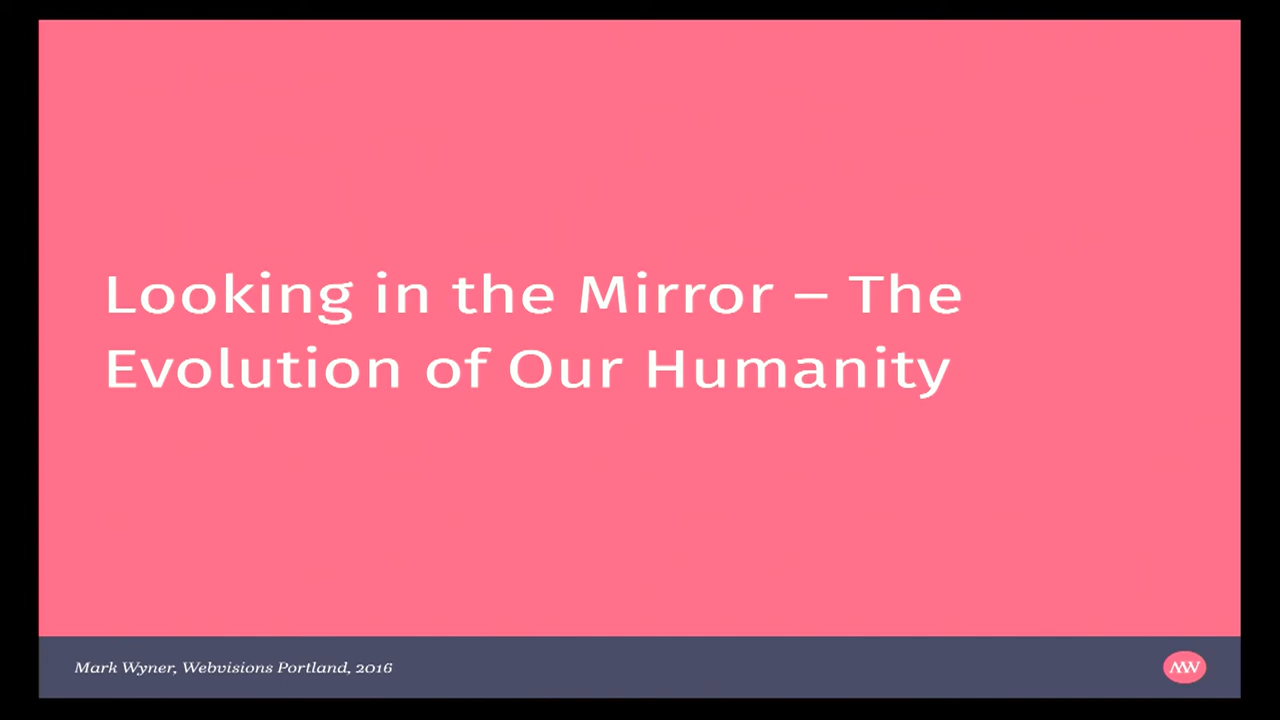 Looking in the Mirror – The
Evolution of Our Humanity
Mark Wyner, Webvisions Portland, 2016
MW